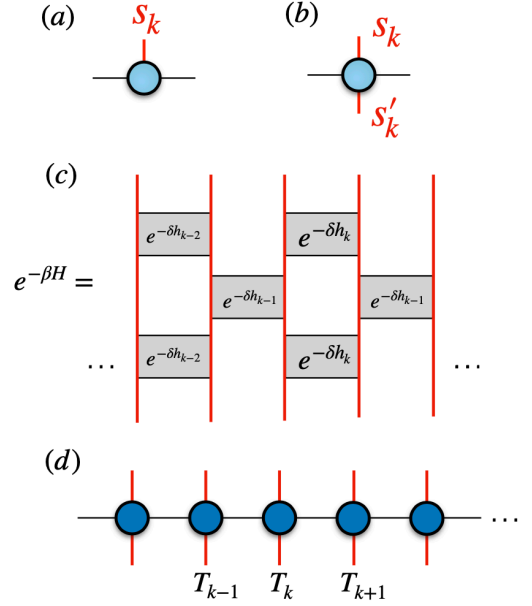 (a)
s_k
(b)
s_k
s'_k
(c)
e^{-δh_{k-2}}
e^{-δh_k}
e^{-βH} =
e^{-δh_{k-1}}
e^{-δh_{k-1}}
...
e^{-δh_{k-2}}
e^{-δh_k}
...
(d)
...
T_{k-1}
T_k
T_{k+1}